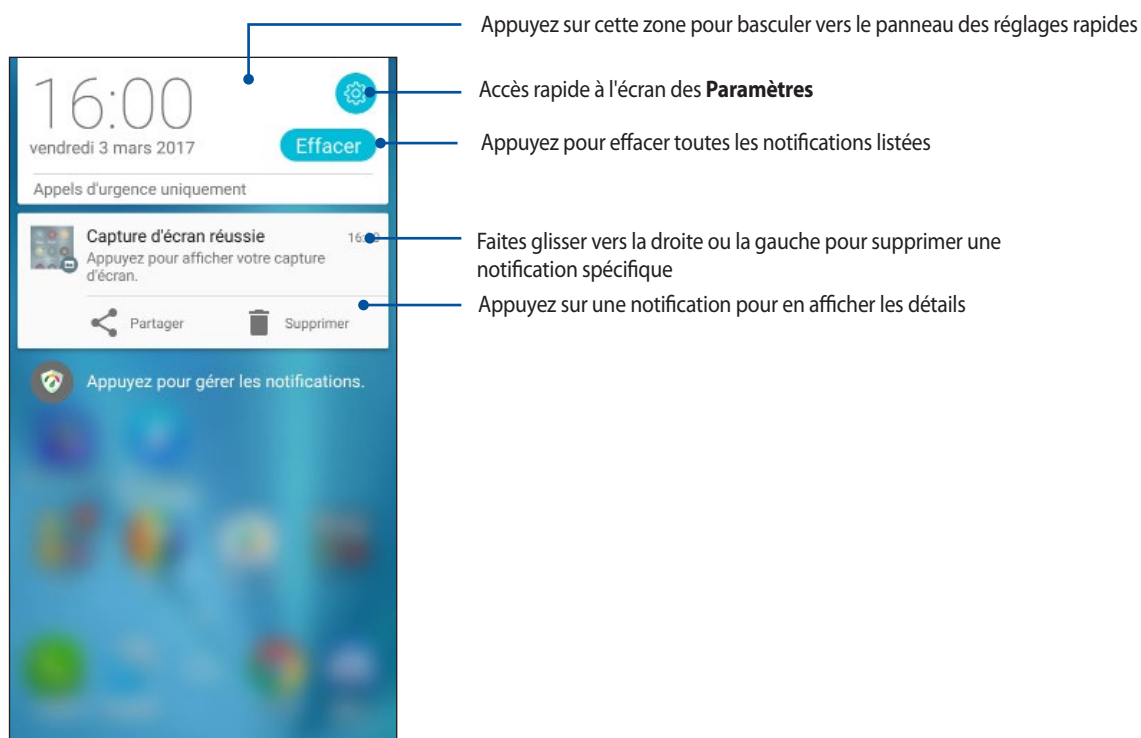 Appuyez sur cette zone pour basculer vers le panneau des réglages rapides
16:00
Accès rapide à l'écran des Paramètres
vendredi 3 mars 2017
Effacer
Appuyez pour effacer toutes les notifications listées
Appels d'urgence uniquement
Capture d'écran réussie
Appuyez pour afficher votre capture
d'écran.
Faites glisser vers la droite ou la gauche pour supprimer une
notification spécifique
Appuyez sur une notification pour en afficher les détails
Partager
Supprimer
Appuyez pour gérer les notifications.